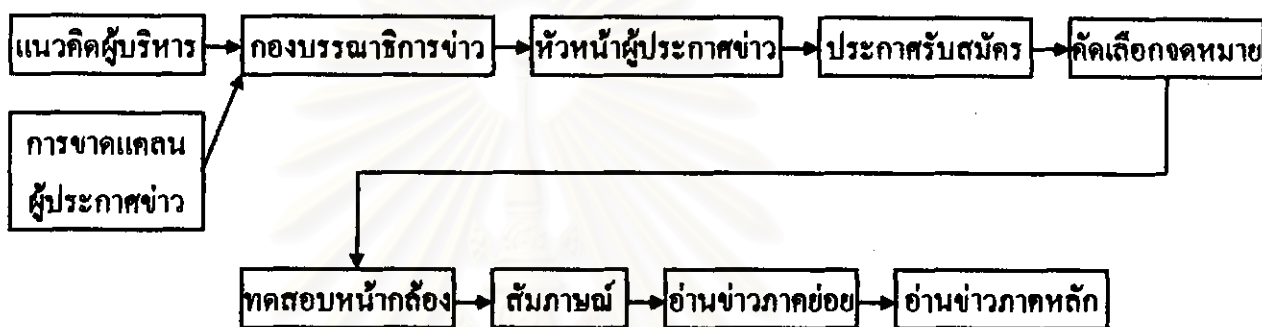 แนวคิดผู้บริหาร
กองบรรณาธิการข่าว
หัวหน้าผู้ประกาศข่าว
ประกาศรับสมัคร
คัดเลือกจดหมาย
การขาดแคลน
ผู้ประกาศข่าว
ทดสอบหน้ากล้อง
สัมภาษณ์
อ่านข่าวภาคย่อย
อ่านข่าวภาคหลัก